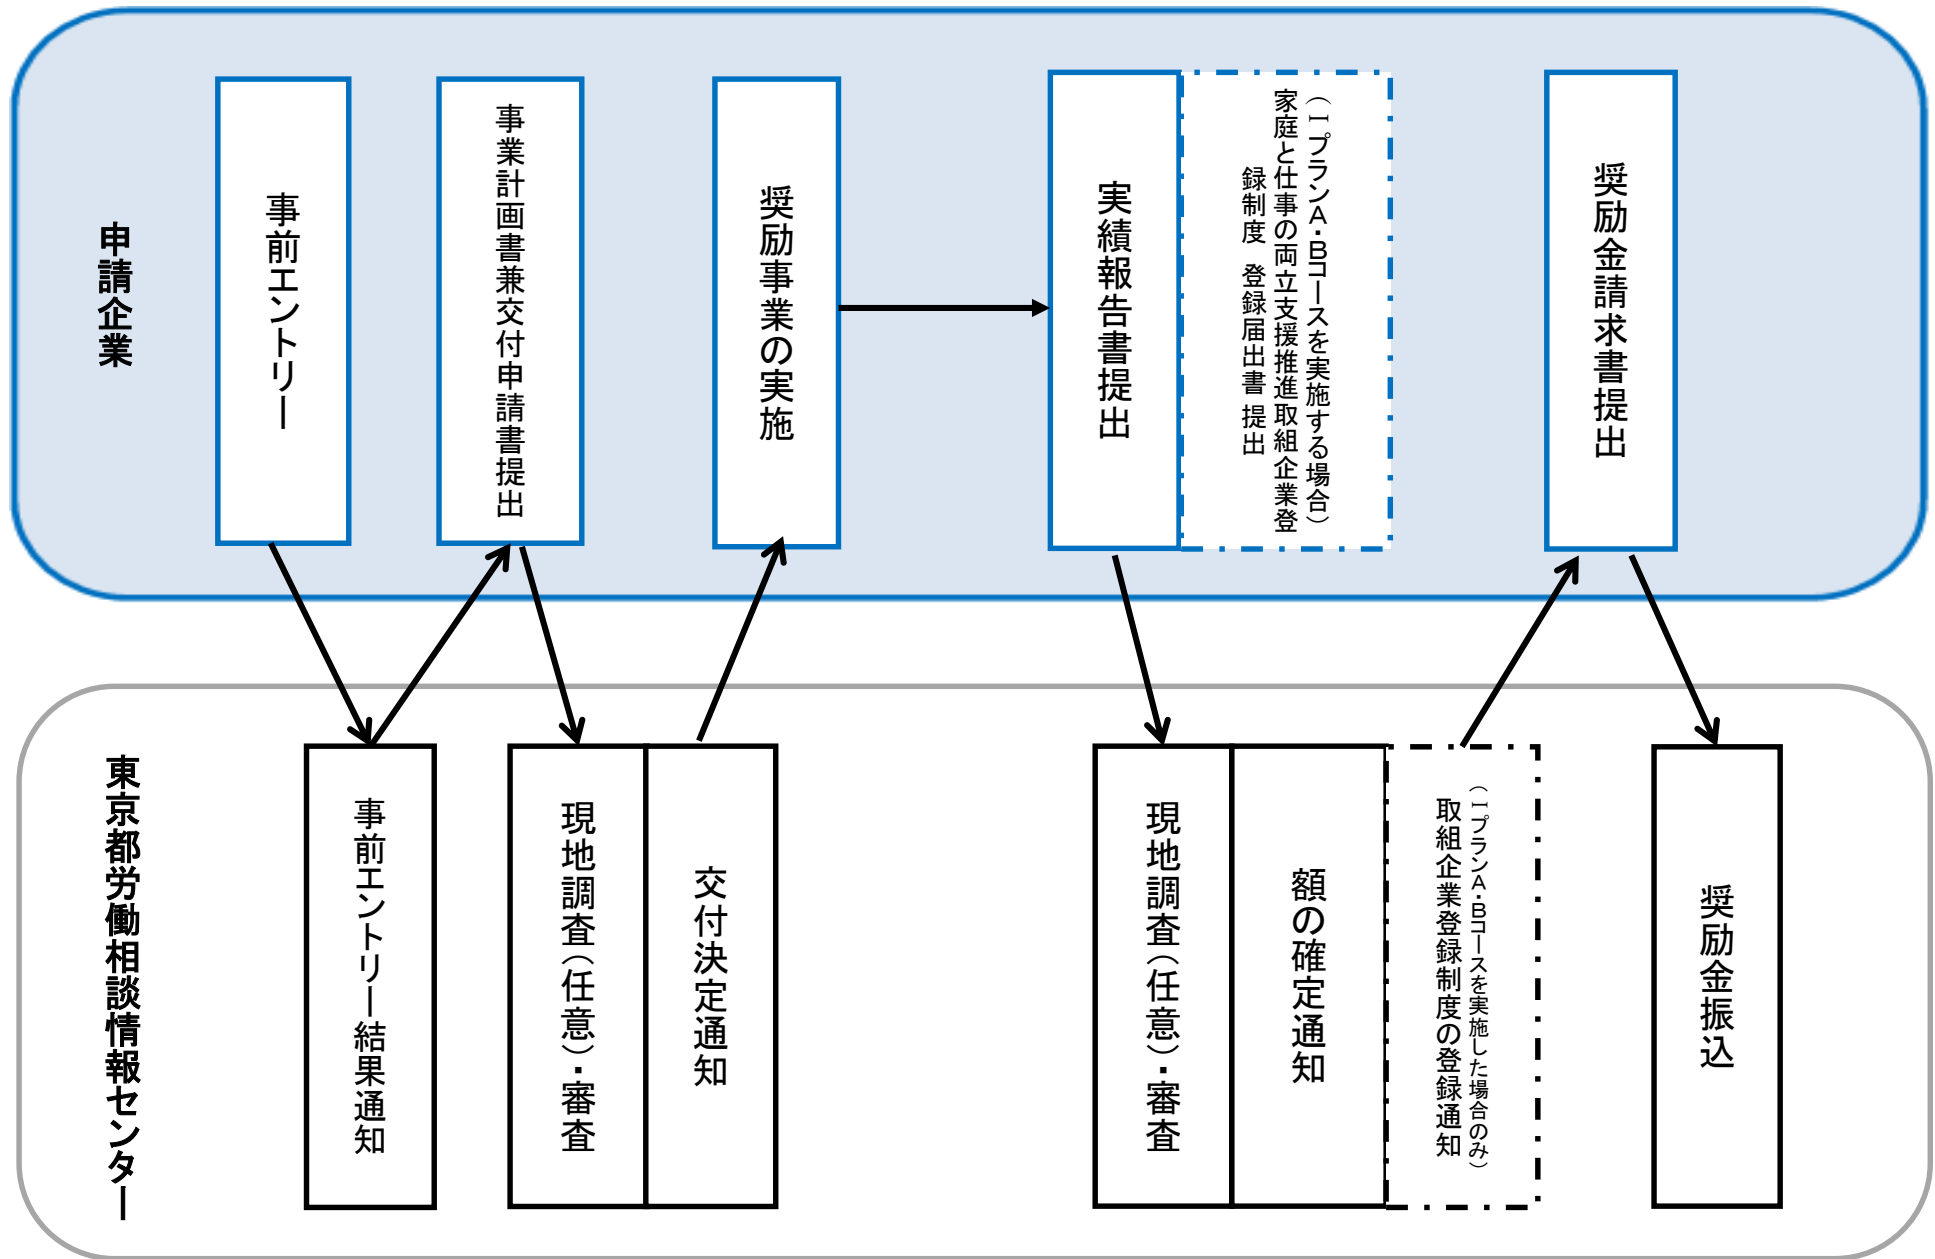 申請企業
事前エントリー
事業計画書兼交付申請書提出
奨励事業の実施
実績報告書提出
（ⅠプランA・Bコースを実施する場合）
家庭と仕事の両立支援推進取組企業登
録制度 登録届出書 提出
奨励金請求書提出
東京都労働相談情報センター
事前エントリー結果通知
現地調査（任意）・審査
交付決定通知
現地調査（任意）・審査
額の確定通知
（ⅠプランA・Bコースを実施した場合のみ）
取組企業登録制度の登録通知
奨励金振込